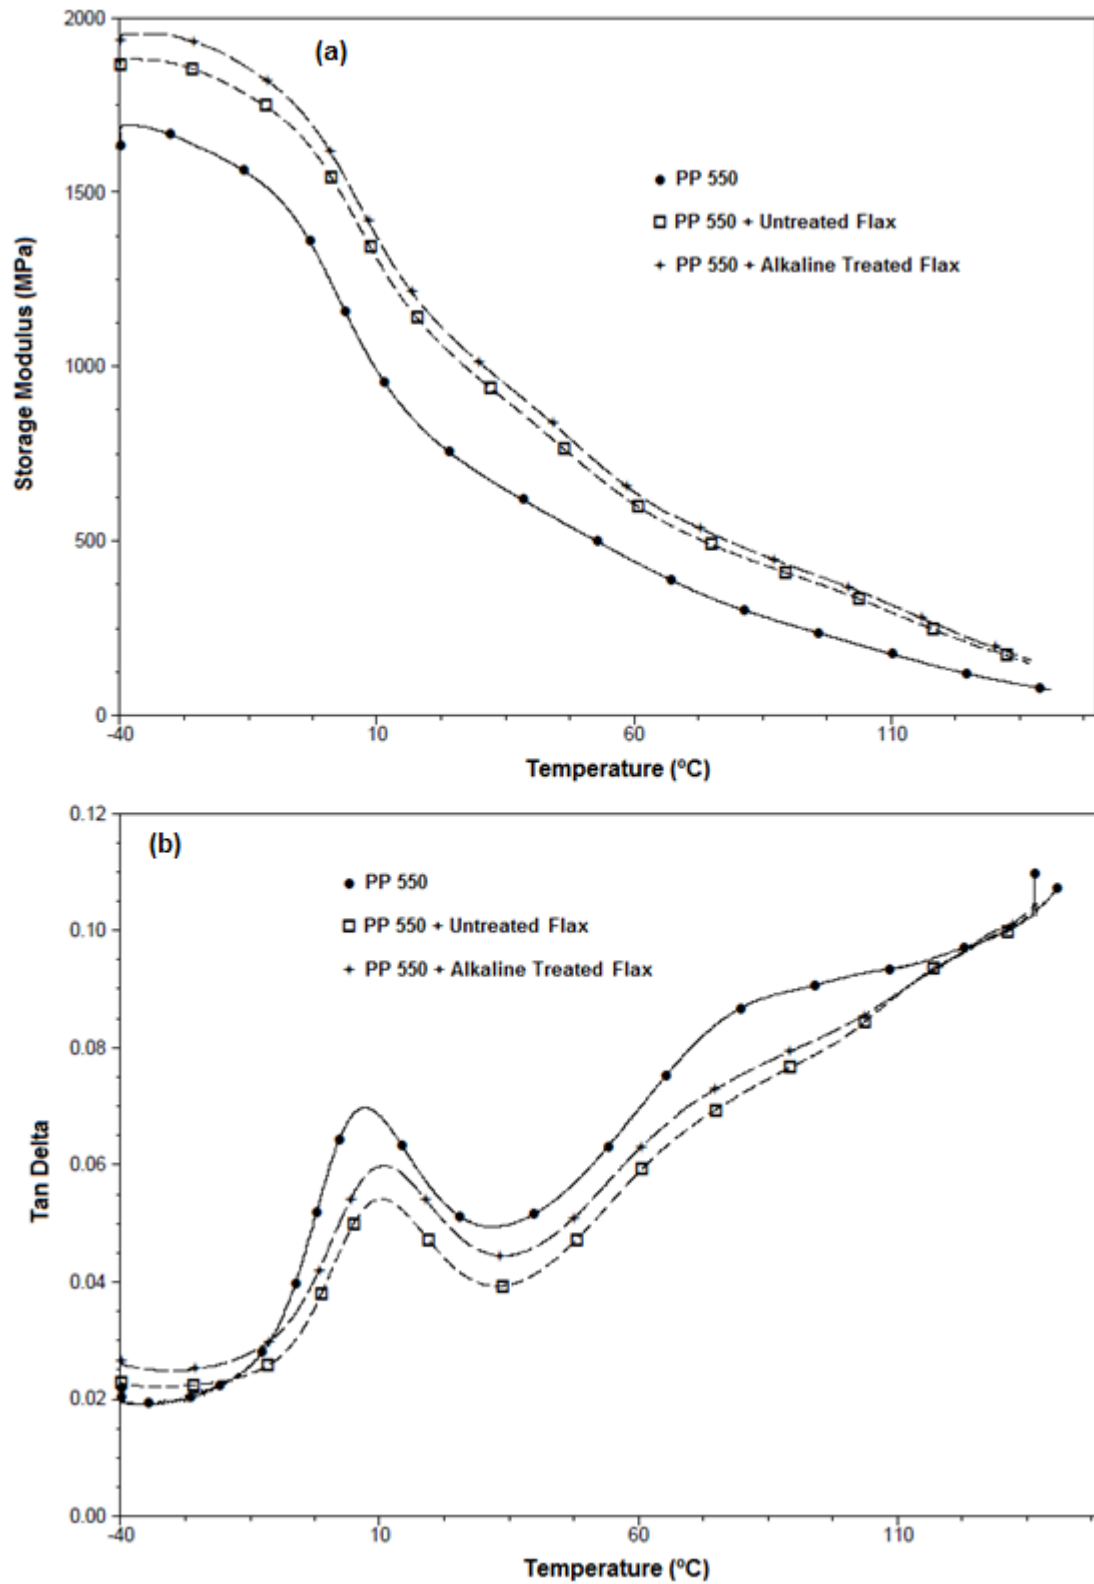 2000
(a)
PP 550
1500
PP 550 + Untreated Flax
PP 550 + Alkaline Treated Flax
Storage Modulus (MPa)
1000
500
0
-40 10 60 110
Temperature (ºC)
0.12
(b)
PP 550
PP 550 + Untreated Flax
0.10
PP 550 + Alkaline Treated Flax
0.08
Tan Delta
0.06
0.04
0.02
0.00
-40 10 60 110
Temperature (ºC)